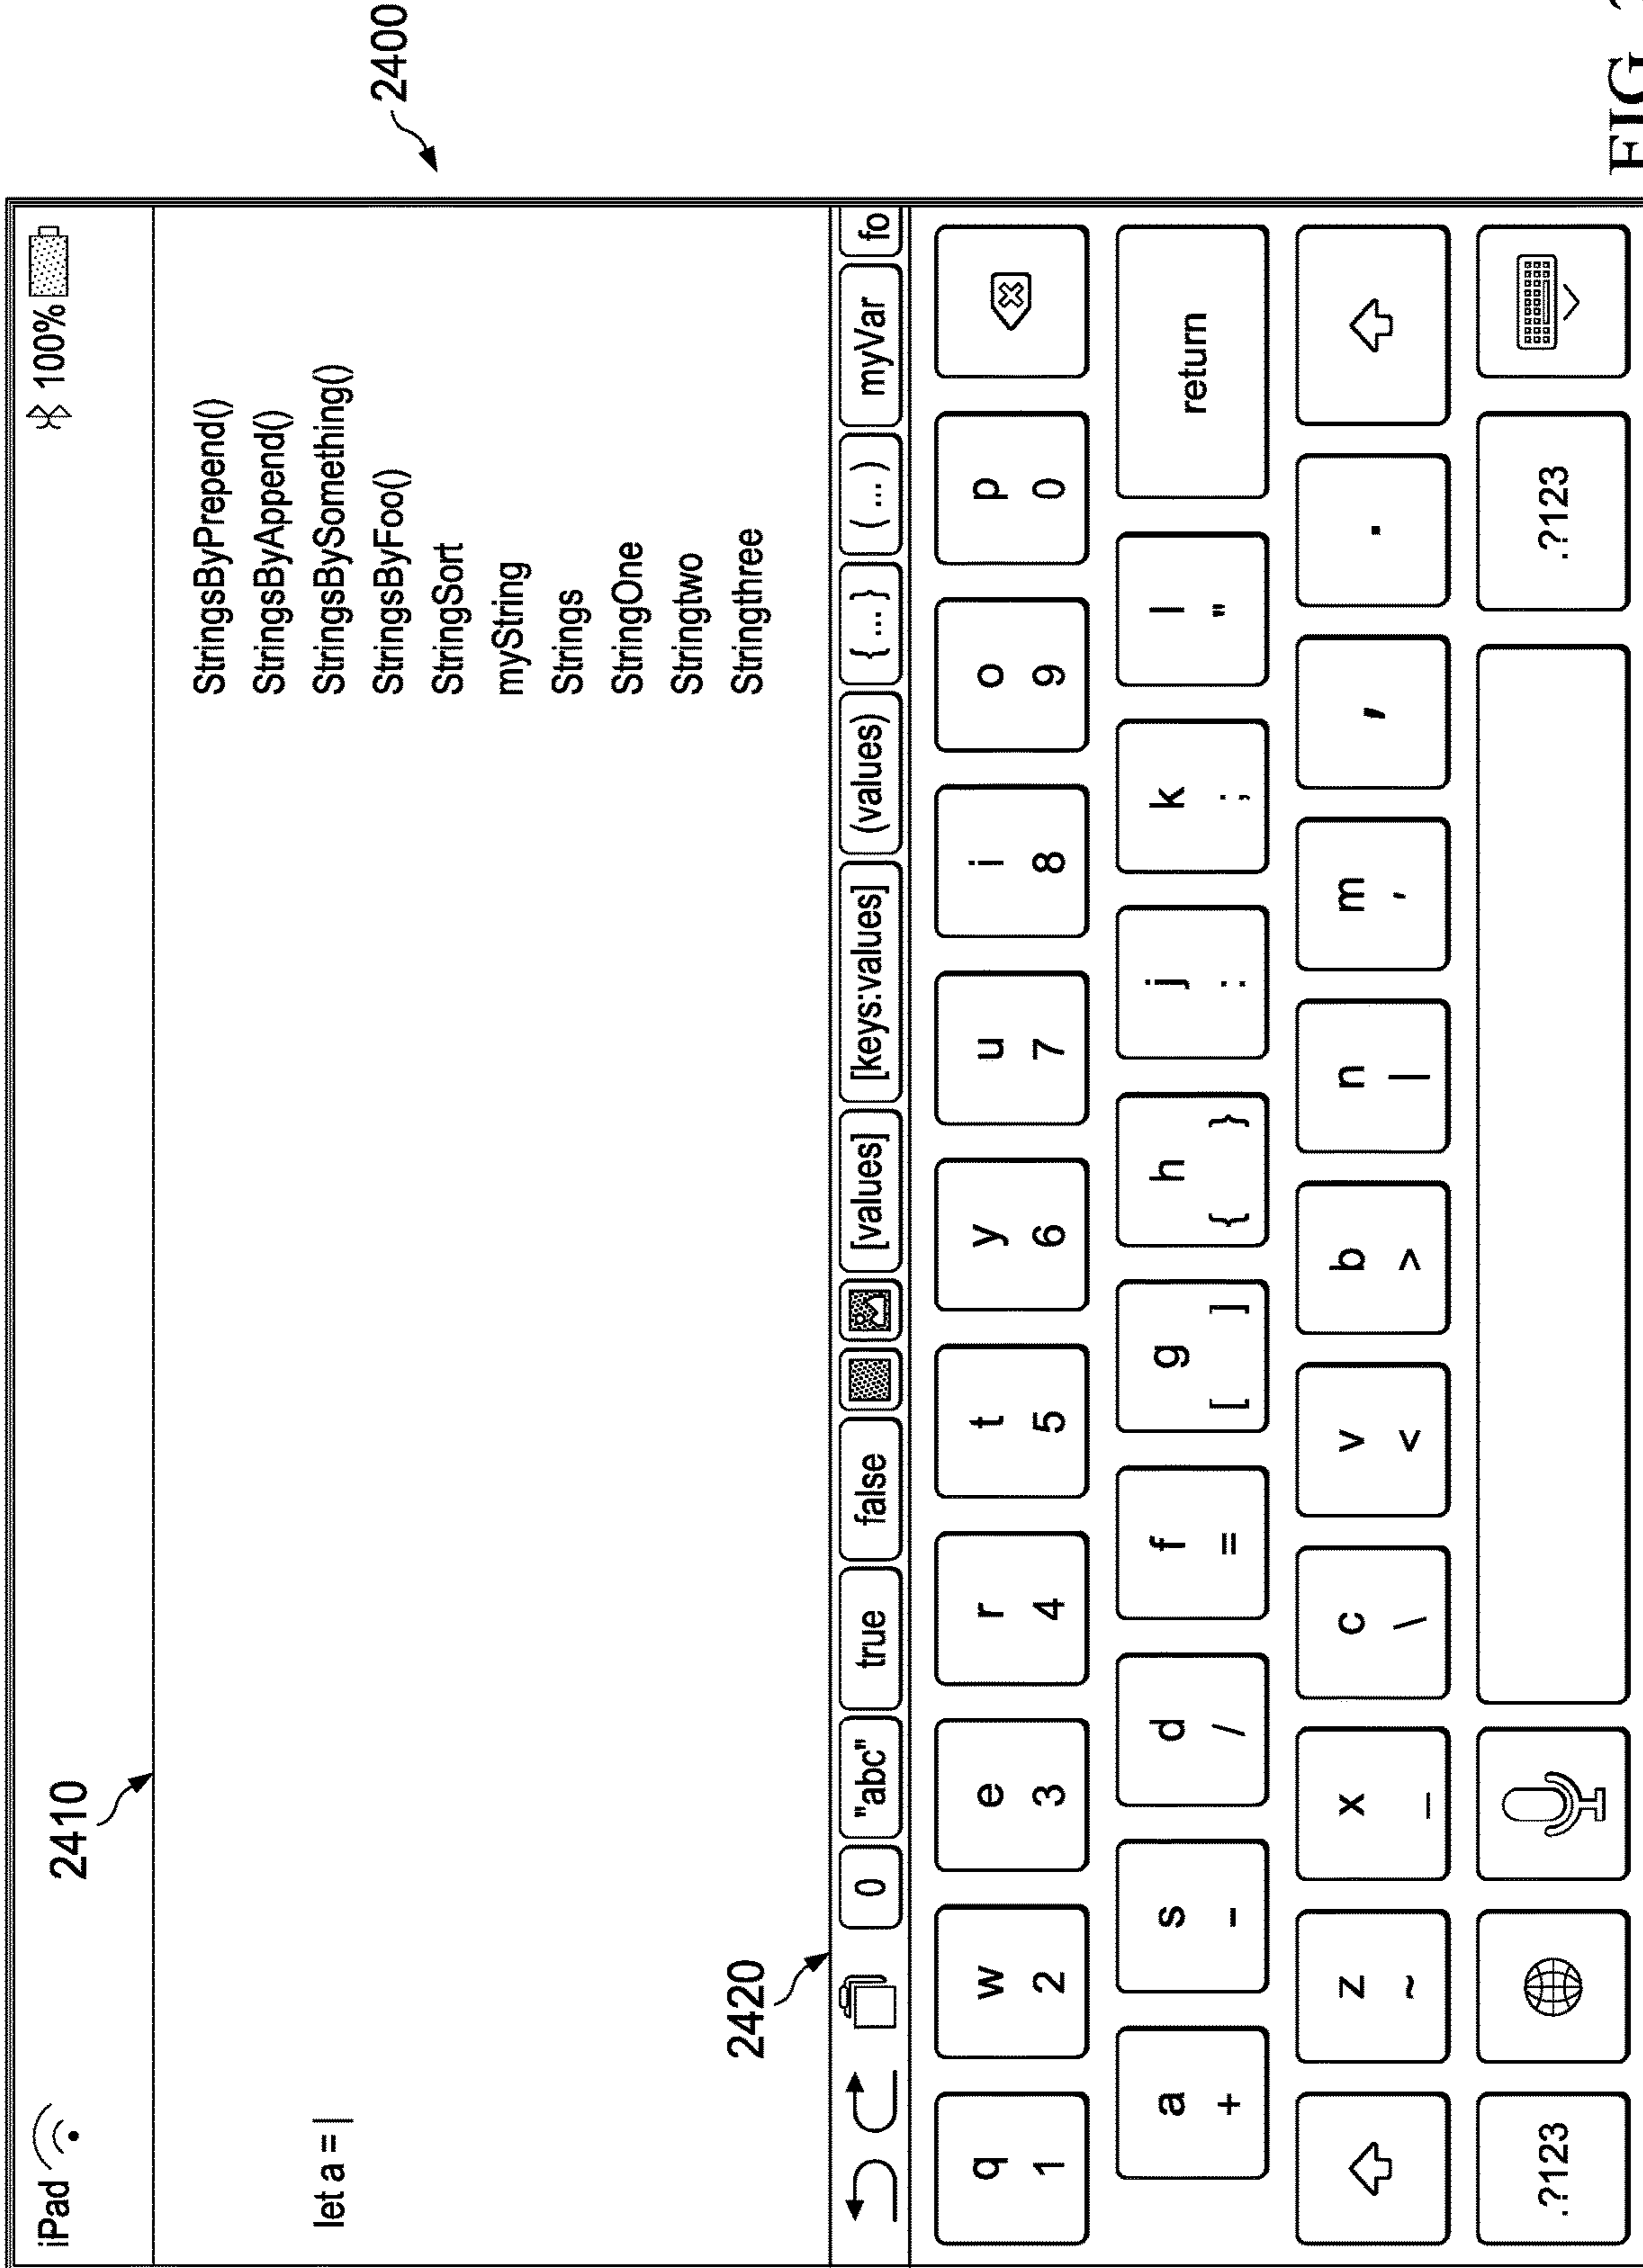 2400
iPad 2410 100%
StringsByPrepend()
StringsByAppend()
let a = | StringsBySomething()
StringsByFoo()
StringSort
myString
Strings
StringOne
Stringtwo
Stringthree
2420
0 "abc" true false [values] [keys:values] (values) { ... } ( ... ) myVar fo
q w e r t y u i o p
1 2 3 4 5 6 7 8 9 0
a s d f g h j k l return
+ - / = [ ] { } : ; "
z x c v b n m , .
~ _ \ < > | '
.?123 .?123
FIG.